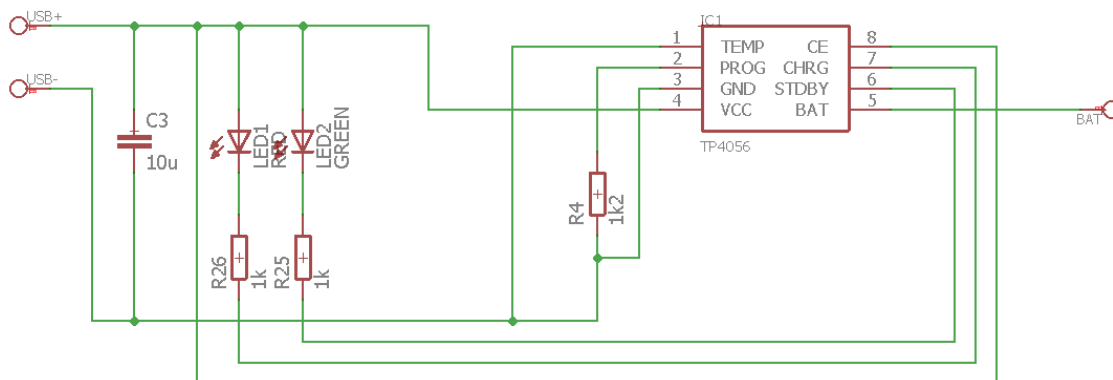 USB+
USB-
C3
10u
LED1
RED
LED2
GREEN
R26
1k
R25
1k
R4
1k2
IC1
1 TEMP CE 8
2 PROG CHRG 7
3 GND STDBY 6
4 VCC BAT 5
TP4056
BAT